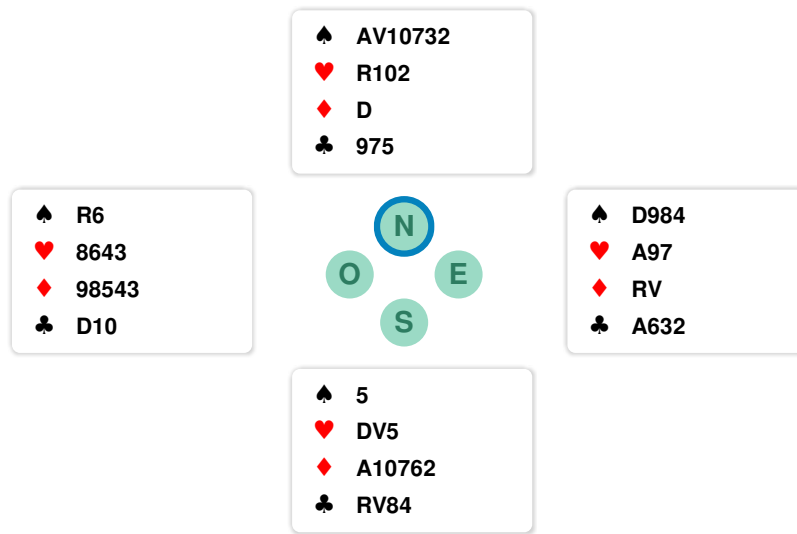 ♠ AV10732
♥ R102
♦ D
♣ 975
♠ R6
♥ 8643
♦ 98543
♣ D10
N
O E
S
♠ D984
♥ A97
♦ RV
♣ A632
♠ 5
♥ DV5
♦ A10762
♣ RV84